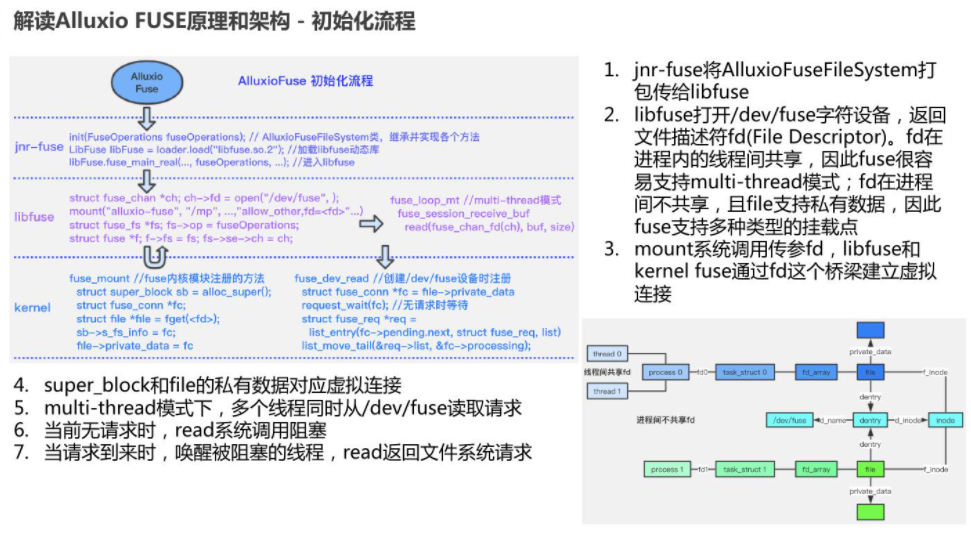 解读Alluxio FUSE原理和架构 - 初始化流程
Alluxio
Fuse
AlluxioFuse 初始化流程
jnr-fuse
init(FuseOperations fuseOperations); // AlluxioFuseFileSystem类，继承并实现各个方法
LibFuse libFuse = loader.load("libfuse.so.2"); //加载libfuse动态库
libFuse.fuse_main_real(..., fuseOperations, ...); //进入libfuse
libfuse
struct fuse_chan *ch; ch->fd = open("/dev/fuse", );
mount("alluxio-fuse", "/mp", ...,"allow_other,fd=<fd>"...)
struct fuse_fs *fs; fs->op = fuseOperations;
struct fuse *f; f->fs = fs; fs->se->ch = ch;
fuse_loop_mt //multi-thread模式
fuse_session_receive_buf
read(fuse_chan_fd(ch), buf, size)
kernel
fuse_mount //fuse内核模块注册的方法
struct super_block sb = alloc_super();
struct fuse_conn *fc;
struct file *file = fget(<fd>);
sb->s_fs_info = fc;
file->private_data = fc
fuse_dev_read //创建/dev/fuse设备时注册
struct fuse_conn *fc = file->private_data
request_wait(fc); //无请求时等待
struct fuse_req *req =
list_entry(fc->pending.next, struct fuse_req, list)
list_move_tail(&req->list, &fc->processing);
1. jnr-fuse将AlluxioFuseFileSystem打
包传给libfuse
2. libfuse打开/dev/fuse字符设备，返回
文件描述符fd(File Descriptor)。fd在
进程内的线程间共享，因此fuse很容
易支持multi-thread模式；fd在进程
间不共享，且file支持私有数据，因此
fuse支持多种类型的挂载点
3. mount系统调用传参fd，libfuse和
kernel fuse通过fd这个桥梁建立虚拟
连接
4. super_block和file的私有数据对应虚拟连接
5. multi-thread模式下，多个线程同时从/dev/fuse读取请求
6. 当前无请求时，read系统调用阻塞
7. 当请求到来时，唤醒被阻塞的线程，read返回文件系统请求
private_data
thread 0
线程间共享fd
process 0
fd0
task_struct 0
fd_array
file
f_inode
thread 1
dentry
进程间不共享fd
/dev/fuse
d_name
dentry
d_inode
inode
dentry
process 1
fd1
task_struct 1
fd_array
file
f_inode
private_data